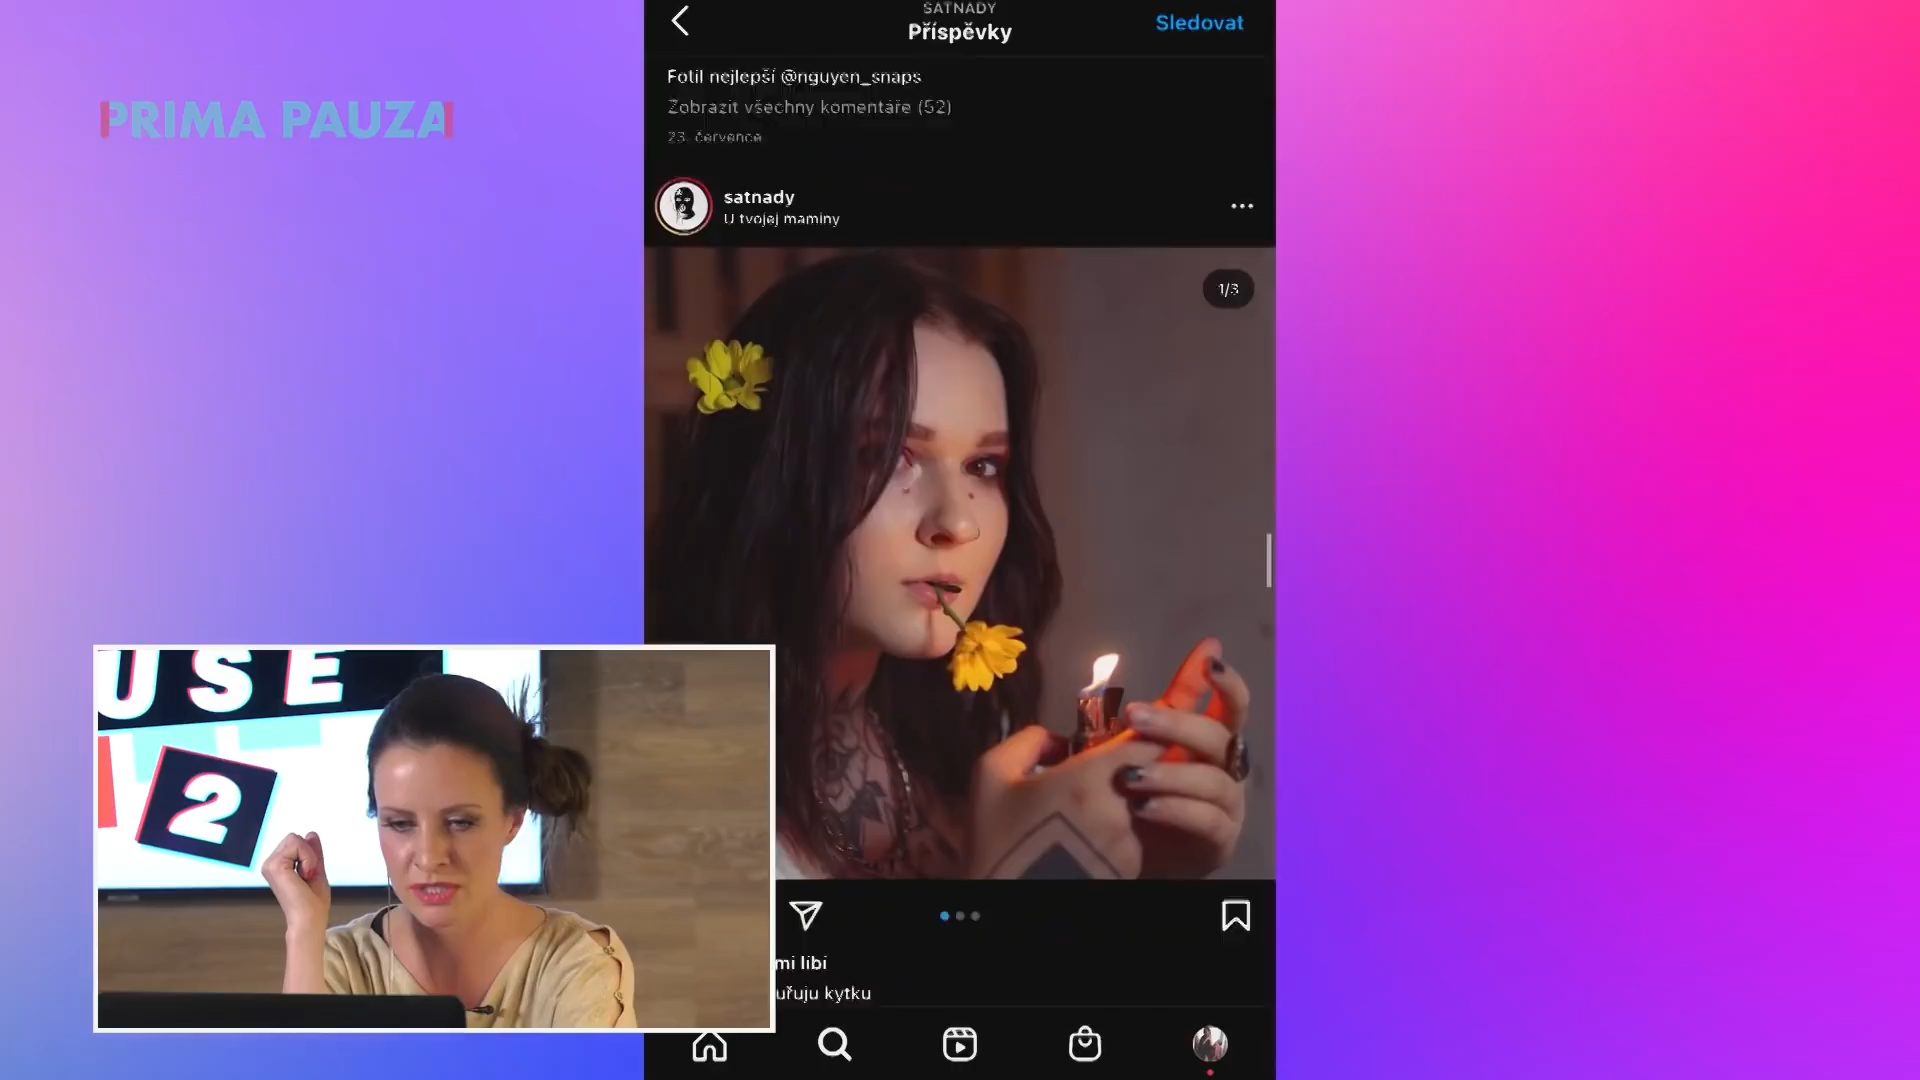 SATNADY
Příspěvky
Sledovat
Fotil nejlepší @nguyen_snaps
Zobrazit všechny komentáře (52)
23. července
PRIMA PAUZA
satnady
U tvojej maminy
1/3
USE
2
mi líbí
uřuju kytku